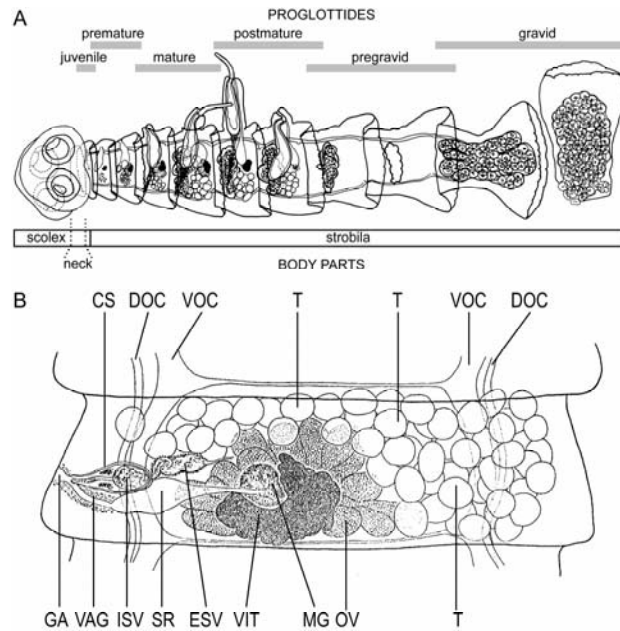 A
PROGLOTTIDES
premature postmature gravid
juvenile mature pregravid
scolex strobila
neck BODY PARTS
B
CS DOC VOC T T VOC DOC
GA VAG ISV SR ESV VIT MG OV T